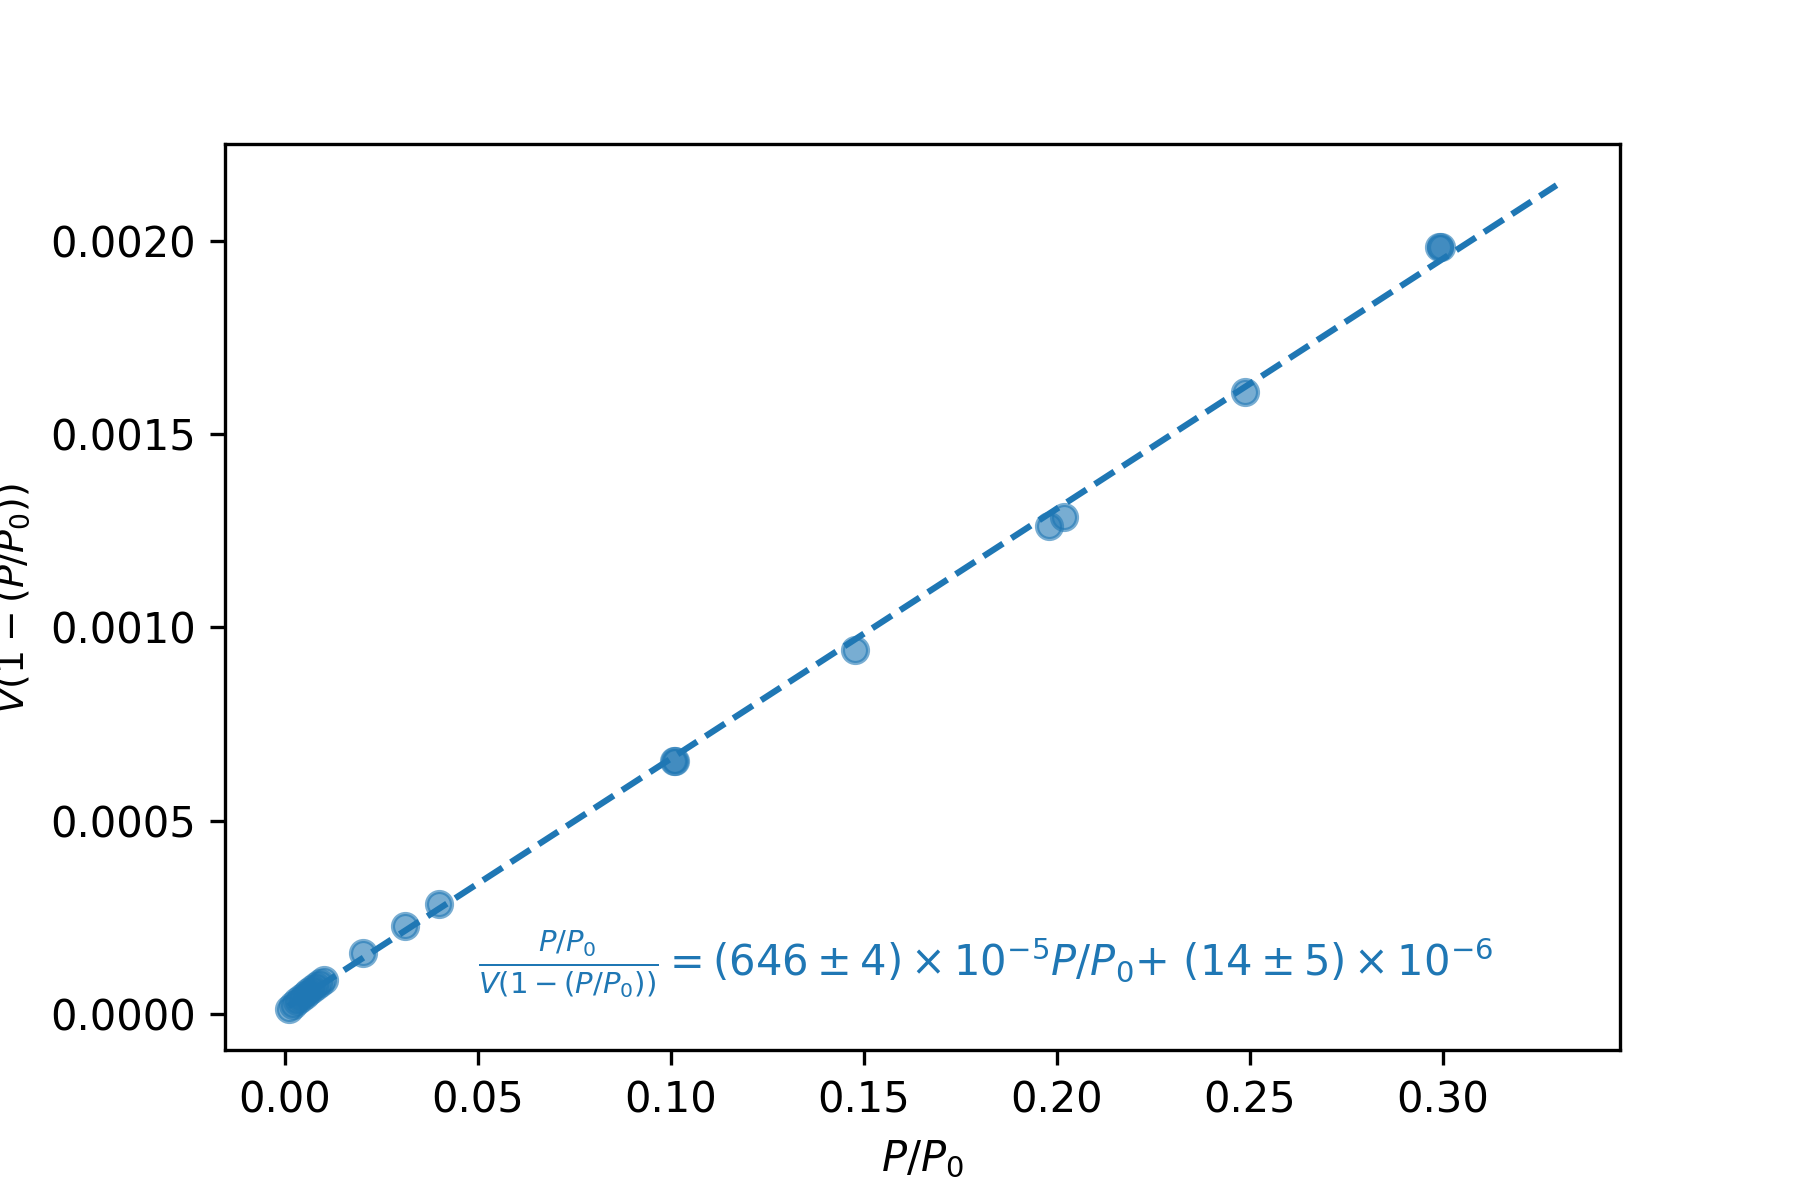 0.0020
0.0015
0.0010
0.0005
0.0000
V(1 − (P/P₀))
P/P₀
V(1 − (P/P₀)) = (646 ± 4) × 10⁻⁵P/P₀+ (14 ± 5) × 10⁻⁶
0.00 0.05 0.10 0.15 0.20 0.25 0.30
P/P₀